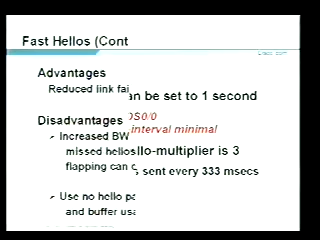 Fast Hellos (Cont
Advantages
Reduced link fai
an be set to 1 second
Disadvantages
OS0/0
interval minimal
Increased BW
missed hellos
llo-multiplier is 3
flapping can c
sent every 333 msecs
Use no hello pa
and buffer usa